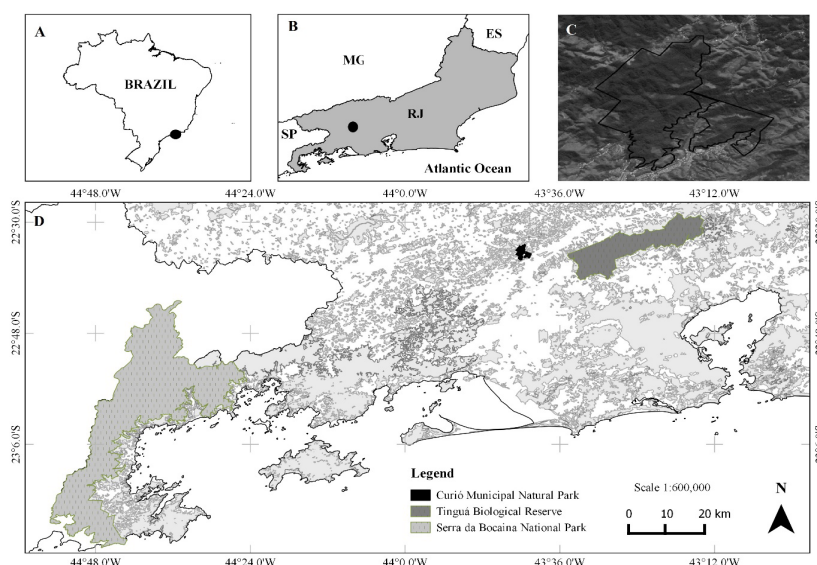 A
BRAZIL
B
ES
MG
RJ
SP
Atlantic Ocean
C
44°48.0'W 44°24.0'W 44°0.0'W 43°36.0'W 43°12.0'W
D
22°30.0'S
22°48.0'S
23°6.0'S
Legend
Curió Municipal Natural Park
Tinguá Biological Reserve
Serra da Bocaina National Park
Scale 1:600,000
0 10 20 km
N
44°48.0'W 44°24.0'W 44°0.0'W 43°36.0'W 43°12.0'W